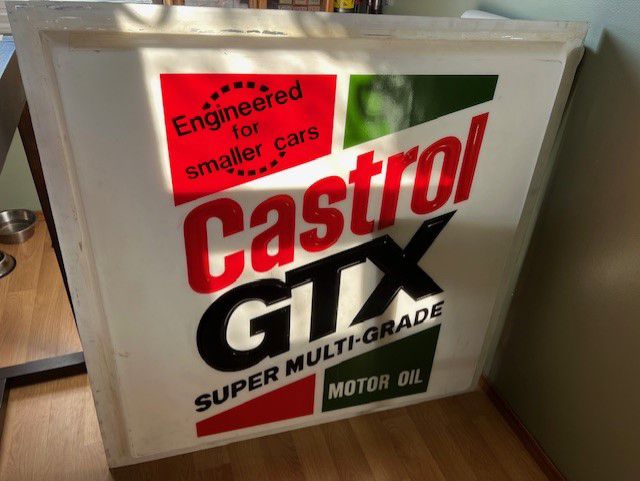 Engineered
for
smaller cars
Castrol
GTX
SUPER MULTI-GRADE
MOTOR OIL